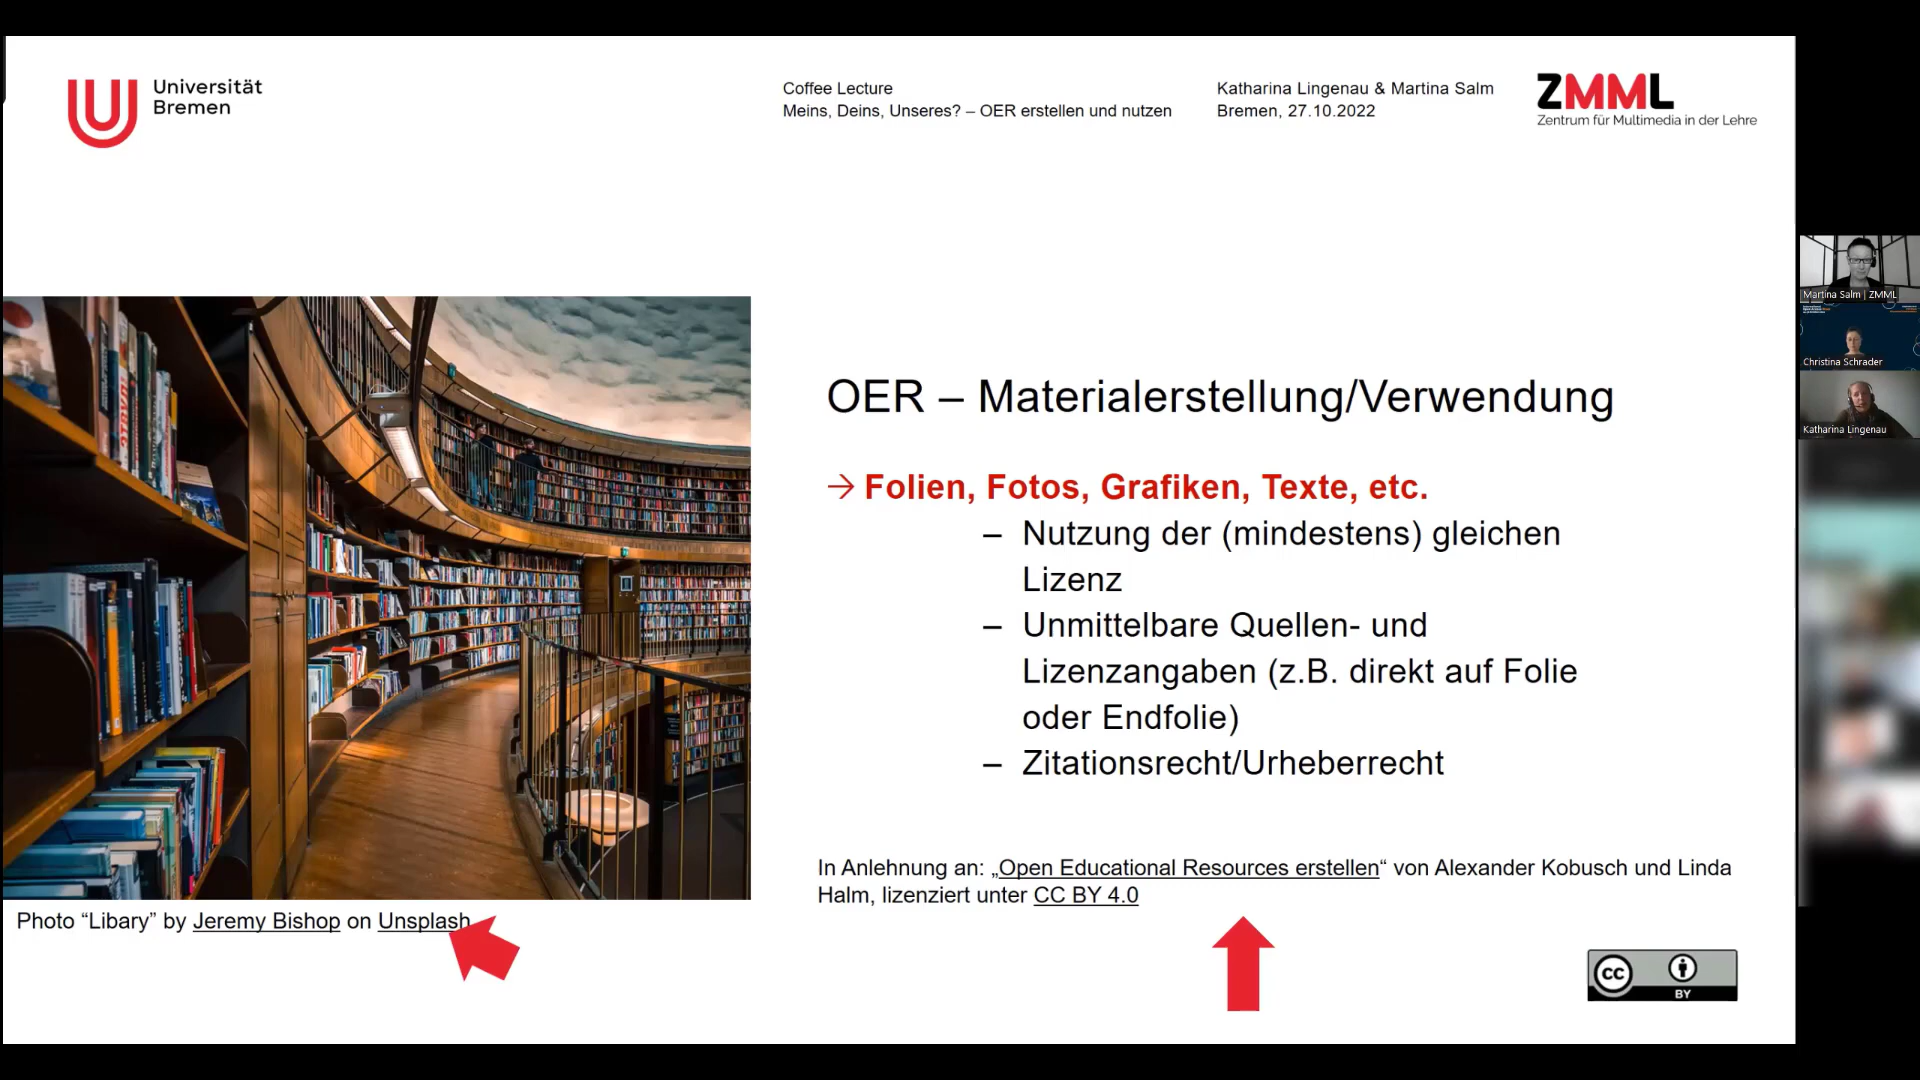 Universität
Bremen
Coffee Lecture
Meins, Deins, Unseres? – OER erstellen und nutzen
Katharina Lingenau & Martina Salm
Bremen, 27.10.2022
ZMML
Zentrum für Multimedia in der Lehre
OER – Materialerstellung/Verwendung
→ Folien, Fotos, Grafiken, Texte, etc.
– Nutzung der (mindestens) gleichen
Lizenz
– Unmittelbare Quellen- und
Lizenzangaben (z.B. direkt auf Folie
oder Endfolie)
– Zitationsrecht/Urheberrecht
In Anlehnung an: „Open Educational Resources erstellen“ von Alexander Kobusch und Linda
Halm, lizenziert unter CC BY 4.0
Photo “Libary” by Jeremy Bishop on Unsplash
CC
BY
Martina Salm | ZMML
Christina Schrader
Katharina Lingenau